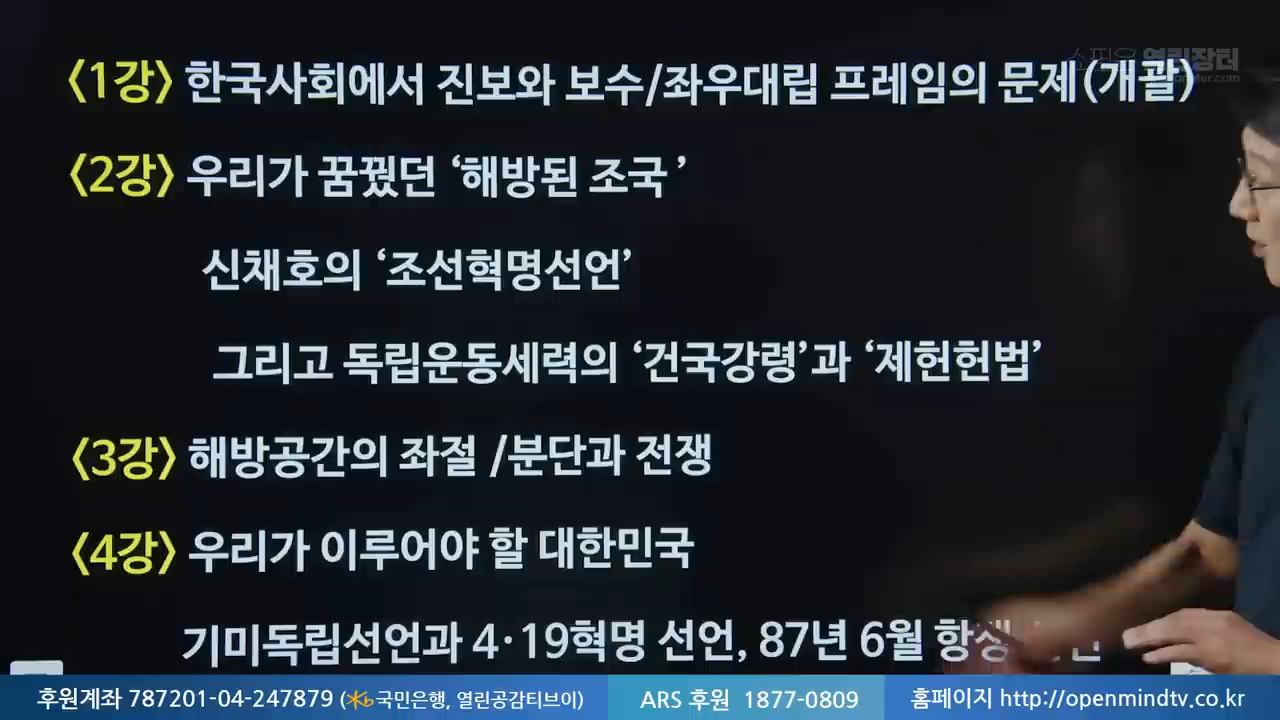 쇼핑은 열린장터
<1강> 한국사회에서 진보와 보수/좌우대립 프레임의 문제(개괄)
<2강> 우리가 꿈꿨던 ‘해방된 조국’
신채호의 ‘조선혁명선언’
그리고 독립운동세력의 ‘건국강령’과 ‘제헌헌법’
<3강> 해방공간의 좌절 /분단과 전쟁
<4강> 우리가 이루어야 할 대한민국
기미독립선언과 4·19혁명 선언, 87년 6월 항쟁
후원계좌 787201-04-247879 (국민은행, 열린공감티브이) ARS 후원 1877-0809 홈페이지 http://openmindtv.co.kr